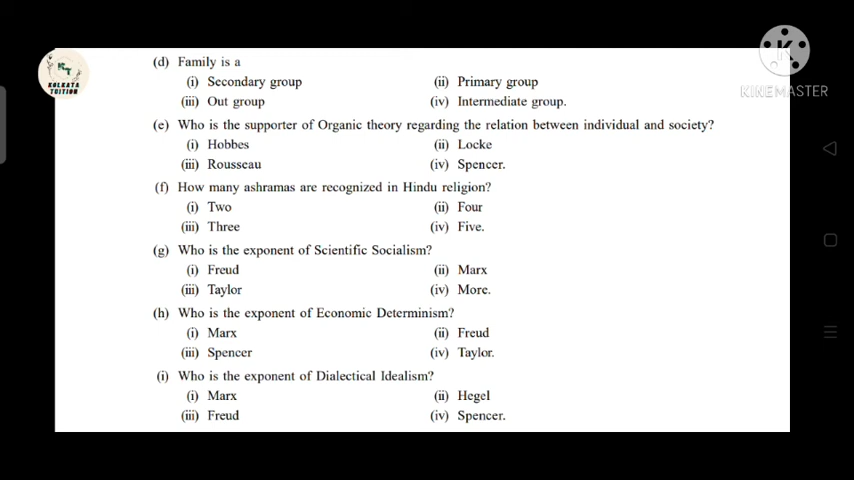 (d) Family is a
(i) Secondary group (ii) Primary group
(iii) Out group (iv) Intermediate group.
(e) Who is the supporter of Organic theory regarding the relation between individual and society?
(i) Hobbes (ii) Locke
(iii) Rousseau (iv) Spencer.
(f) How many ashramas are recognized in Hindu religion?
(i) Two (ii) Four
(iii) Three (iv) Five.
(g) Who is the exponent of Scientific Socialism?
(i) Freud (ii) Marx
(iii) Taylor (iv) More.
(h) Who is the exponent of Economic Determinism?
(i) Marx (ii) Freud
(iii) Spencer (iv) Taylor.
(i) Who is the exponent of Dialectical Idealism?
(i) Marx (ii) Hegel
(iii) Freud (iv) Spencer.
KT
KOLKATA
TUITION
K
KINEMASTER